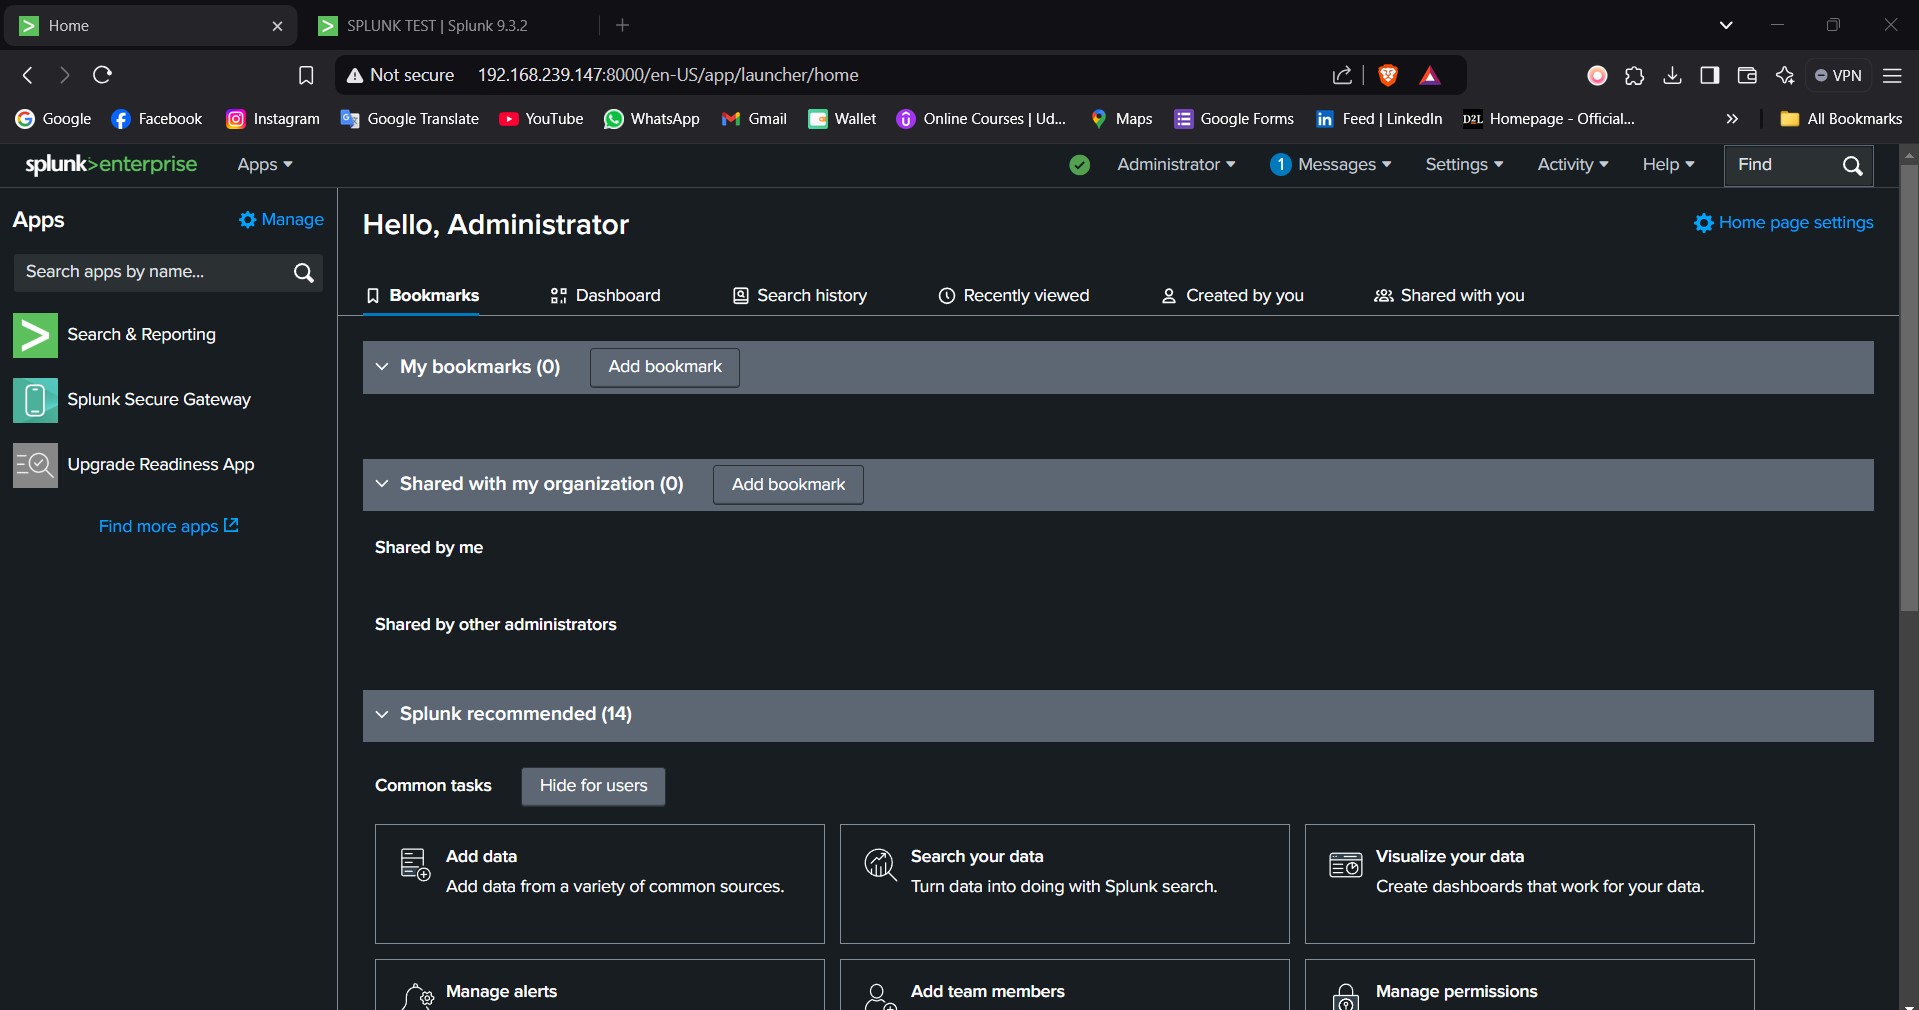 Home
SPLUNK TEST | Splunk 9.3.2
Not secure 192.168.239.147:8000/en-US/app/launcher/home
VPN
Google Facebook Instagram Google Translate YouTube WhatsApp Gmail Wallet Online Courses | Ud... Maps Google Forms Feed | LinkedIn D2L Homepage - Official... » All Bookmarks
splunk>enterprise Apps Administrator 1 Messages Settings Activity Help Find
Apps Manage
Search apps by name...
Search & Reporting
Splunk Secure Gateway
Upgrade Readiness App
Find more apps
Hello, Administrator
Home page settings
Bookmarks Dashboard Search history Recently viewed Created by you Shared with you
My bookmarks (0) Add bookmark
Shared with my organization (0) Add bookmark
Shared by me
Shared by other administrators
Splunk recommended (14)
Common tasks Hide for users
Add data
Add data from a variety of common sources.
Search your data
Turn data into doing with Splunk search.
Visualize your data
Create dashboards that work for your data.
Manage alerts
Add team members
Manage permissions